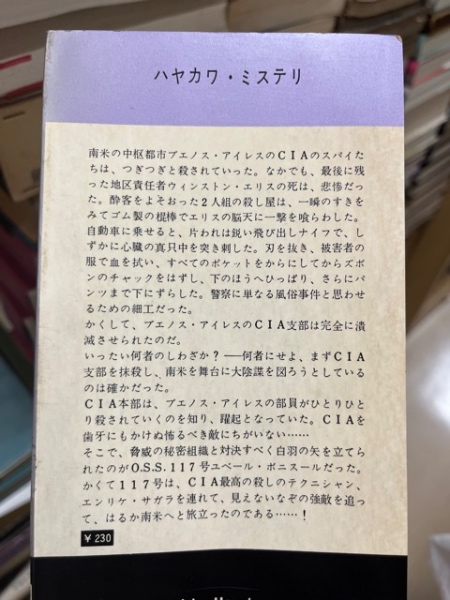 ハヤカワ・ミステリ
南米の中枢都市ブエノス・アイレスのCIAのスパイた
ちは、つぎつぎと殺されていった。なかでも、最後に残
った地区責任者ウィンストン・エリスの死は、悲惨だっ
た。酔客をよそおった2人組の殺し屋は、一瞬のすきを
みてゴム製の棍棒でエリスの脳天に一撃を喰らわした。
自動車に乗せると、片われは鋭い飛び出しナイフで、し
ずかに心臓の真只中を突き刺した。刃を抜き、被害者の
服で血を拭い、すべてのポケットをからにしてからズボ
ンのチャックをはずし、下のほうへひっぱり、さらにパ
ンツまで下にずらした。警察に単なる風俗事件と思わせ
るための細工だった。
かくして、ブエノス・アイレスのCIA支部は完全に潰
滅させられたのだ。
いったい何者のしわざか？──何者にせよ、まずCIA
支部を抹殺し、南米を舞台に大陰謀を図ろうとしている
のは確かだった。
CIA本部は、ブエノス・アイレスの部員がひとりひと
り殺されていくのを知り、躍起となっていた。CIAを
歯牙にもかけぬ怖るべき敵にちがいない……
そこで、脅威の秘密組織と対決すべく白羽の矢を立てら
れたのがO.S.S.117号ユベール・ボニスールだった。
かくて117号は、CIA最高の殺しのテクニシャン、
エンリケ・サガラを連れて、見えないなぞの強敵を追っ
て、はるか南米へと旅立ったのである……！
¥230